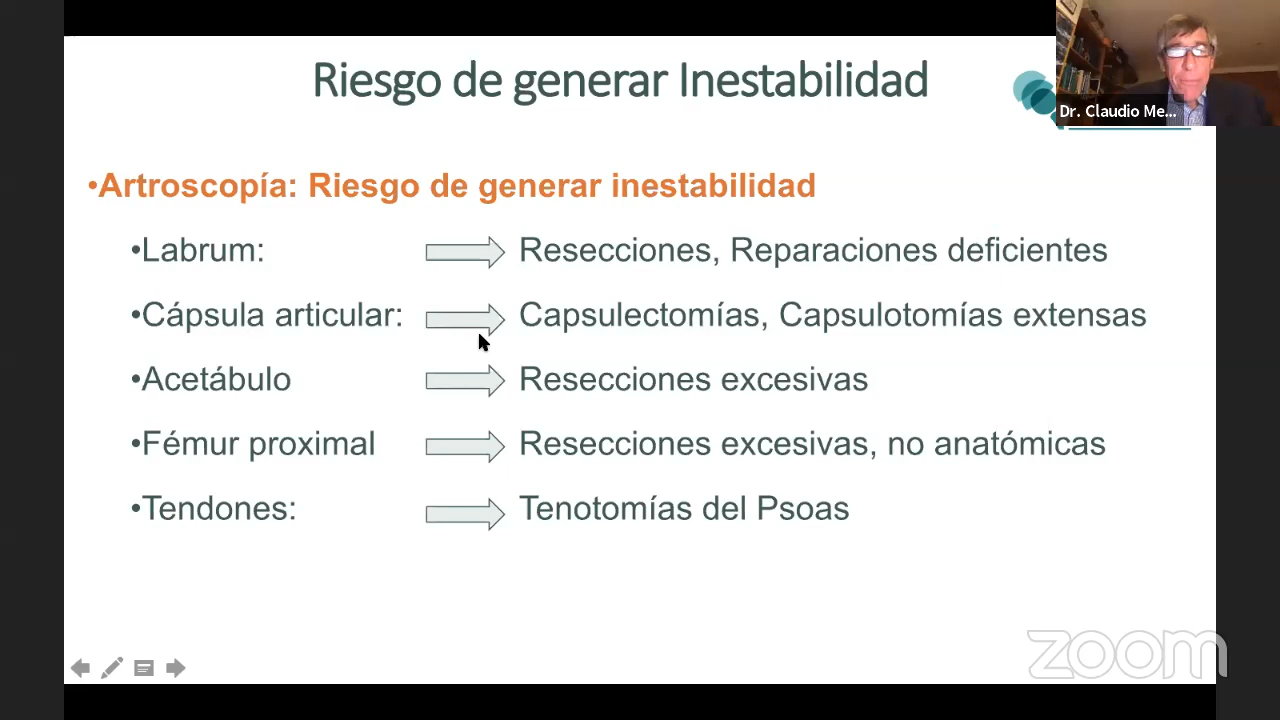 Riesgo de generar Inestabilidad
Dr. Claudio Me...
•Artroscopía: Riesgo de generar inestabilidad
•Labrum: Resecciones, Reparaciones deficientes
•Cápsula articular: Capsulectomías, Capsulotomías extensas
•Acetábulo Resecciones excesivas
•Fémur proximal Resecciones excesivas, no anatómicas
•Tendones: Tenotomías del Psoas
zoom